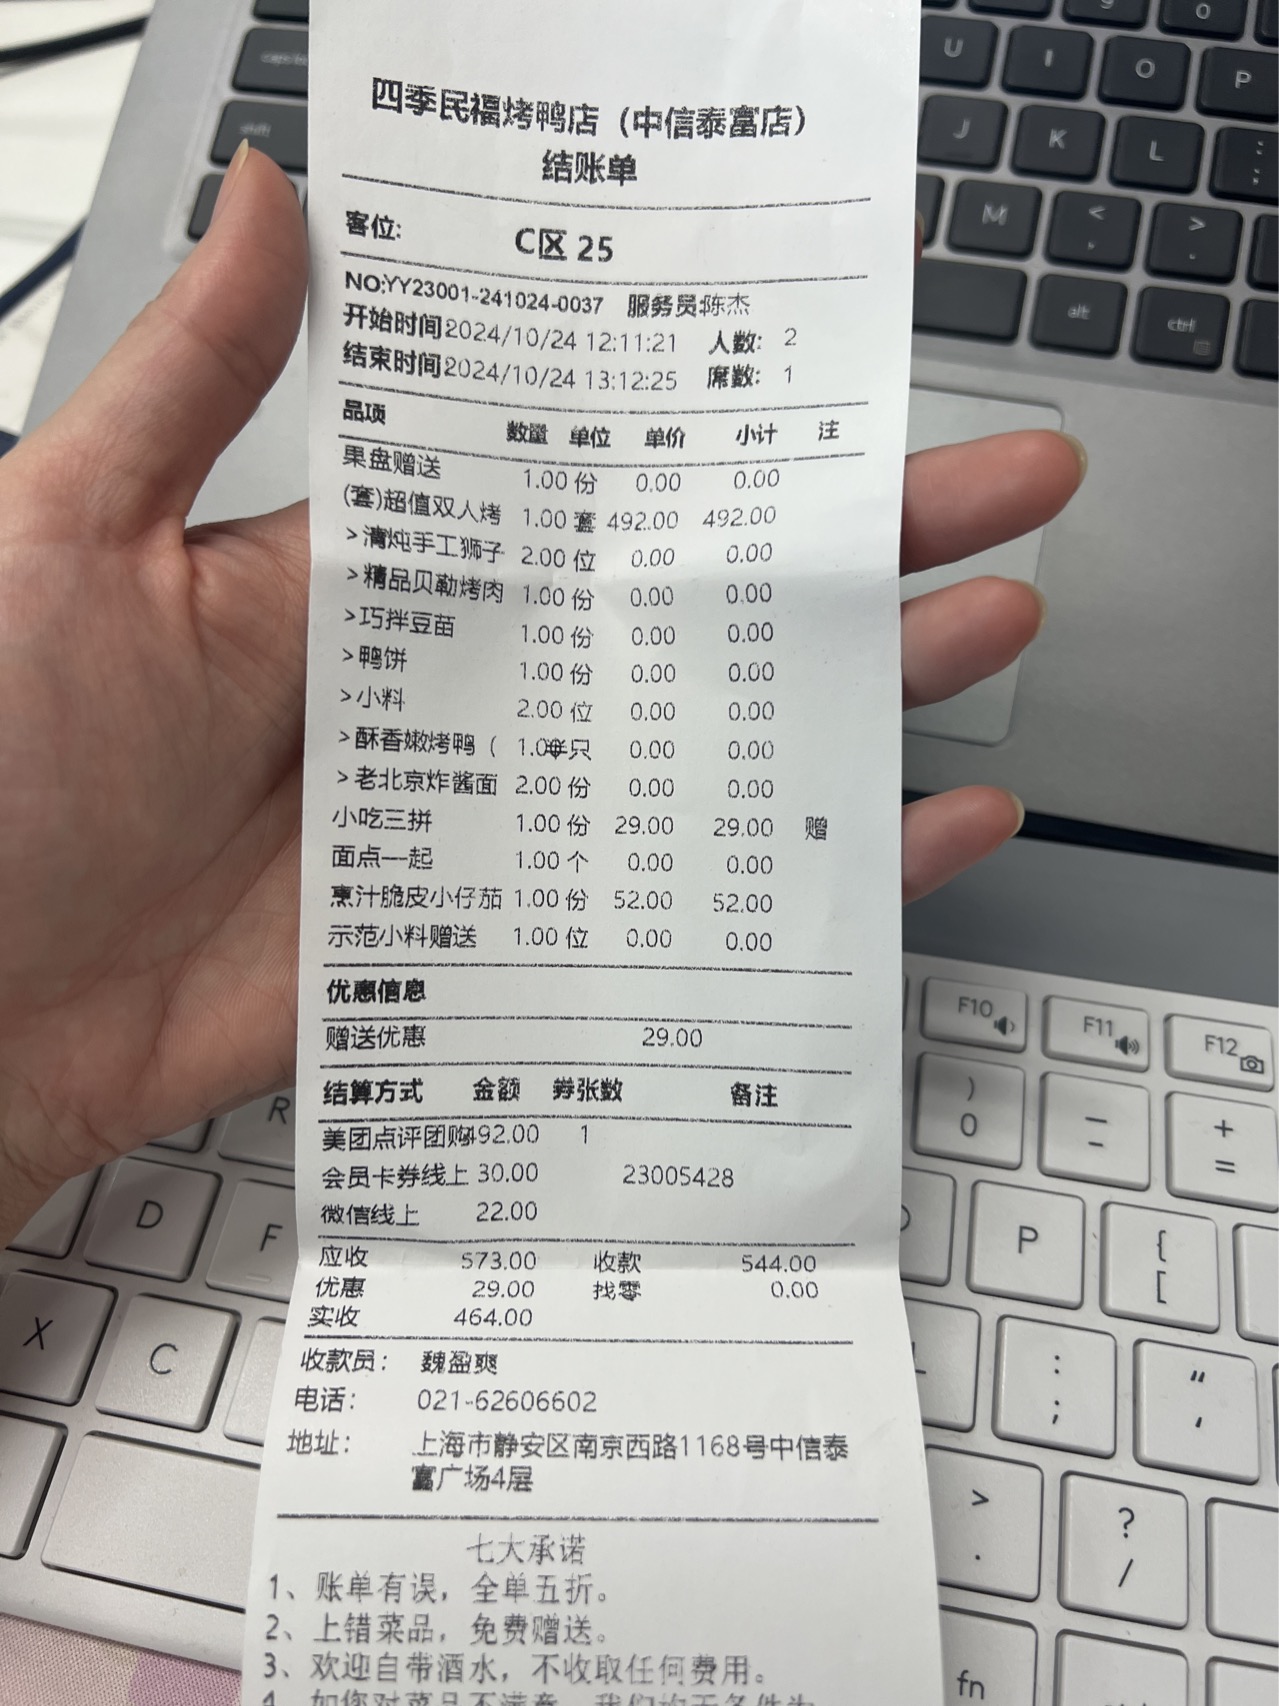 四季民福烤鸭店（中信泰富店）
结账单
客位： C区 25
NO:YY23001-241024-0037 服务员:陈杰
开始时间2024/10/24 12:11:21 人数： 2
结束时间2024/10/24 13:12:25 席数： 1
品项 数量 单位 单价 小计 注
果盘赠送 1.00 份 0.00 0.00
(套)超值双人烤 1.00 套 492.00 492.00
>清炖手工狮子 2.00 位 0.00 0.00
>精品贝勒烤肉 1.00 份 0.00 0.00
>巧拌豆苗 1.00 份 0.00 0.00
>鸭饼 1.00 份 0.00 0.00
>小料 2.00 位 0.00 0.00
>酥香嫩烤鸭（ 1.00半只 0.00 0.00
>老北京炸酱面 2.00 份 0.00 0.00
小吃三拼 1.00 份 29.00 29.00 赠
面点一起 1.00 个 0.00 0.00
烹汁脆皮小仔茄 1.00 份 52.00 52.00
示范小料赠送 1.00 位 0.00 0.00
优惠信息
赠送优惠 29.00
结算方式 金额 券张数 备注
美团点评团购492.00 1
会员卡券线上 30.00 23005428
微信线上 22.00
应收 573.00 收款 544.00
优惠 29.00 找零 0.00
实收 464.00
收款员： 魏盈爽
电话： 021-62606602
地址： 上海市静安区南京西路1168号中信泰
富广场4层
七大承诺
1、账单有误，全单五折。
2、上错菜品，免费赠送。
3、欢迎自带酒水，不收取任何费用。
caps lock
shift
U
I
O
P
J
K
L
M
<
,
>
.
alt
ctrl
F10
F11
F12
)
0
-
+
=
R
D
F
P
{
[
X
C
L
:
;
"
'
>
.
?
/
fn